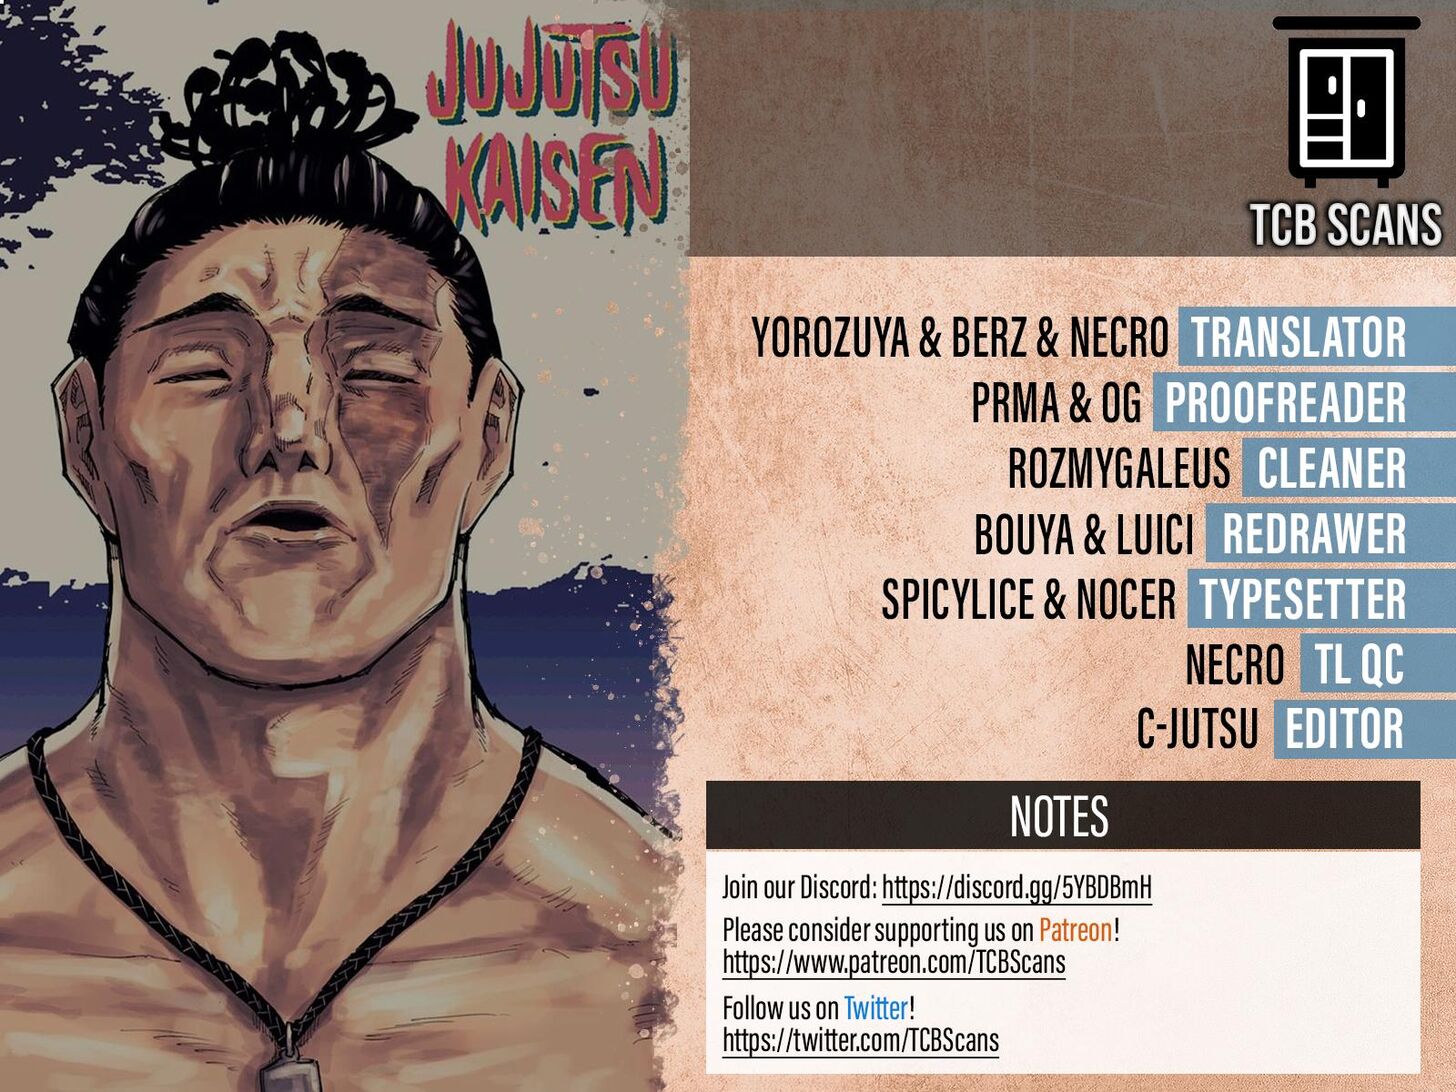 JUJUTSU
KAISEN
TCB SCANS
YOROZUYA & BERZ & NECRO TRANSLATOR
PRMA & OG PROOFREADER
ROZMYGALEUS CLEANER
BOUYA & LUICI REDRAWER
SPICYLICE & NOCER TYPESETTER
NECRO TL QC
C-JUTSU EDITOR
NOTES
Join our Discord: https://discord.gg/5YBDBmH
Please consider supporting us on Patreon!
https://www.patreon.com/TCBScans
Follow us on Twitter!
https://twitter.com/TCBScans